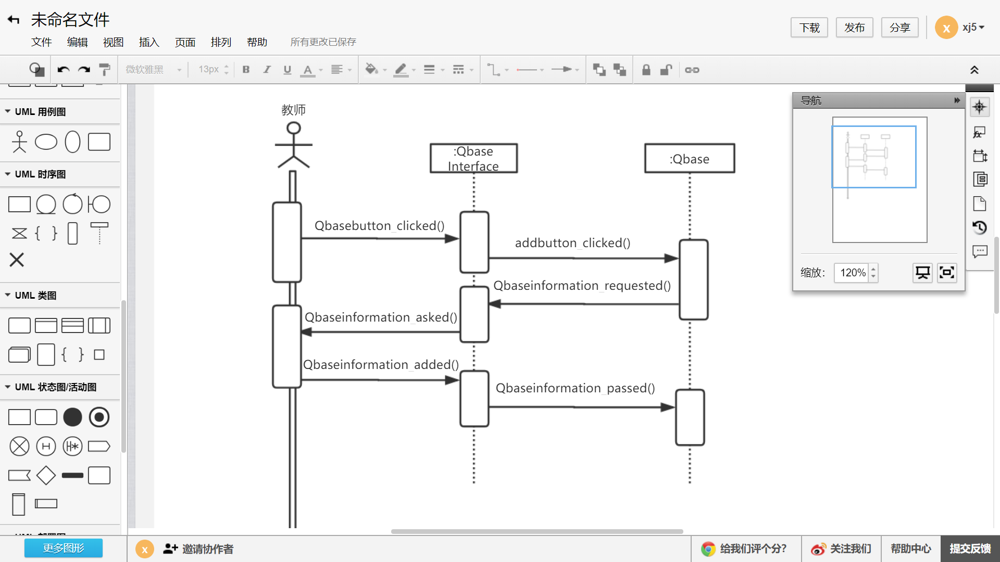 未命名文件
文件 编辑 视图 插入 页面 排列 帮助 所有更改已保存
下载 发布 分享 x xj5
微软雅黑 13px B I U A
UML 用例图
UML 时序图
UML 类图
UML 状态图/活动图
更多图形
教师
:Qbase
Interface
:Qbase
Qbasebutton_clicked()
addbutton_clicked()
Qbaseinformation_requested()
Qbaseinformation_asked()
Qbaseinformation_added()
Qbaseinformation_passed()
导航
缩放: 120%
x 邀请协作者
给我们评个分?
关注我们
帮助中心
提交反馈